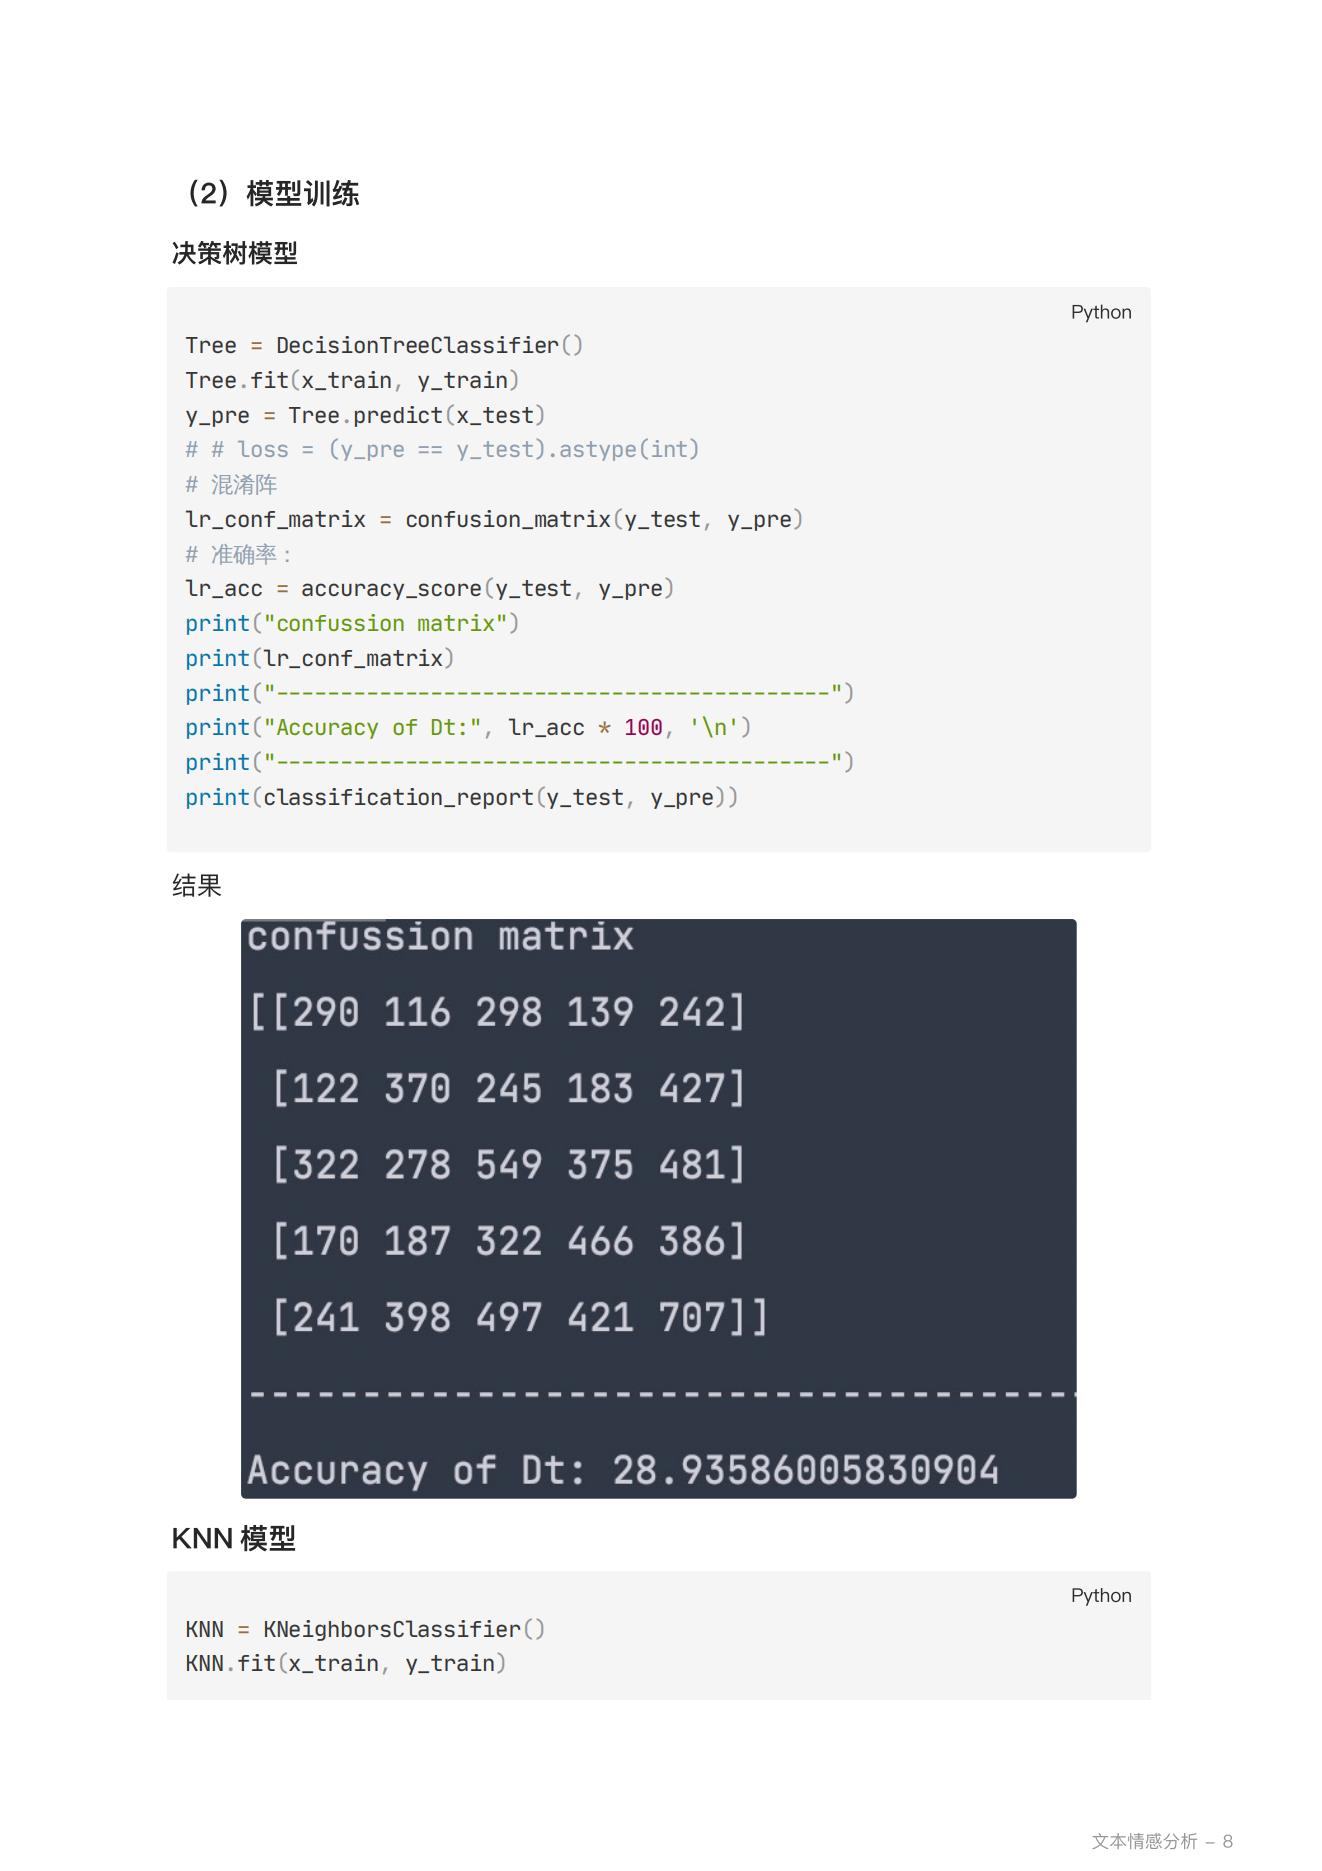 （2）模型训练
决策树模型
Python
Tree = DecisionTreeClassifier()
Tree.fit(x_train, y_train)
y_pre = Tree.predict(x_test)
# # loss = (y_pre == y_test).astype(int)
# 混淆阵
lr_conf_matrix = confusion_matrix(y_test, y_pre)
# 准确率：
lr_acc = accuracy_score(y_test, y_pre)
print("confussion matrix")
print(lr_conf_matrix)
print("-------------------------------------------")
print("Accuracy of Dt:", lr_acc * 100, '\n')
print("-------------------------------------------")
print(classification_report(y_test, y_pre))
结果
confussion matrix
[[290 116 298 139 242]
 [122 370 245 183 427]
 [322 278 549 375 481]
 [170 187 322 466 386]
 [241 398 497 421 707]]
-------------------------------------
Accuracy of Dt: 28.93586005830904
KNN 模型
Python
KNN = KNeighborsClassifier()
KNN.fit(x_train, y_train)
文本情感分析 – 8